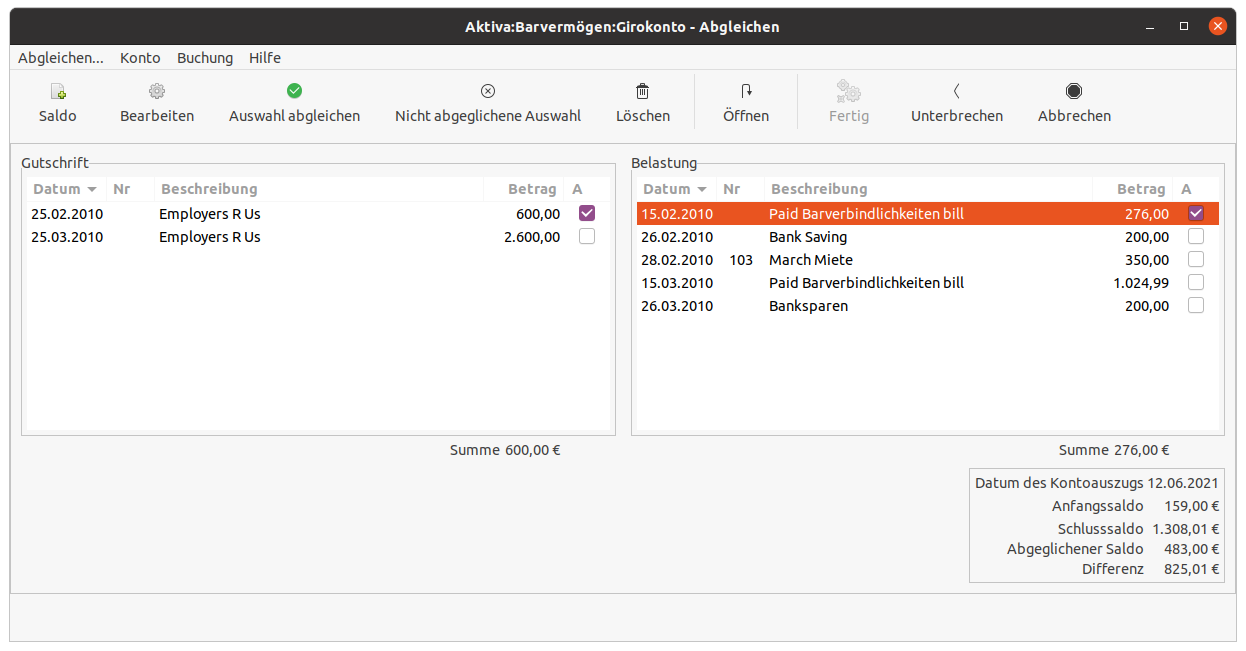 Aktiva:Barvermögen:Girokonto - Abgleichen
Abgleichen... Konto Buchung Hilfe
Saldo Bearbeiten Auswahl abgleichen Nicht abgeglichene Auswahl Löschen Öffnen Fertig Unterbrechen Abbrechen
Gutschrift
Datum Nr Beschreibung Betrag A
25.02.2010 Employers R Us 600,00
25.03.2010 Employers R Us 2.600,00
Summe 600,00 €
Belastung
Datum Nr Beschreibung Betrag A
15.02.2010 Paid Barverbindlichkeiten bill 276,00
26.02.2010 Bank Saving 200,00
28.02.2010 103 March Miete 350,00
15.03.2010 Paid Barverbindlichkeiten bill 1.024,99
26.03.2010 Banksparen 200,00
Summe 276,00 €
Datum des Kontoauszugs 12.06.2021
Anfangssaldo 159,00 €
Schlusssaldo 1.308,01 €
Abgeglichener Saldo 483,00 €
Differenz 825,01 €